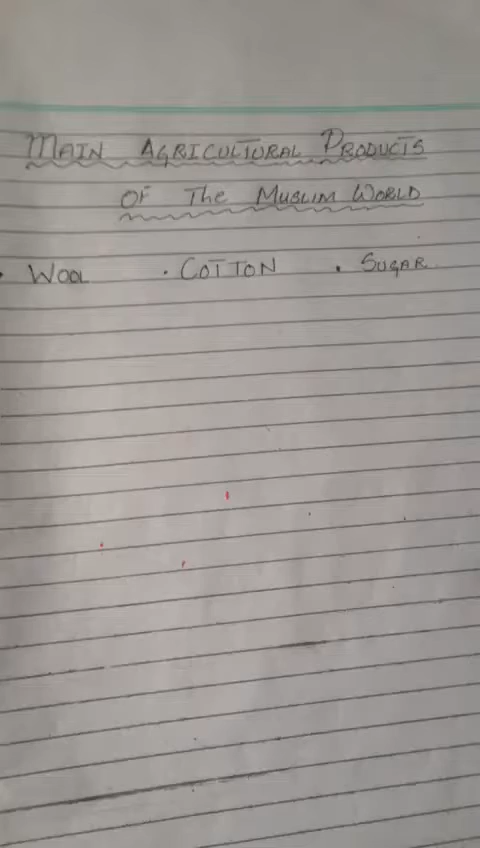 MAIN AGRICULTURAL PRODUCTS
OF The MUSLIM WORLD
• WOOL • COTTON • SUGAR